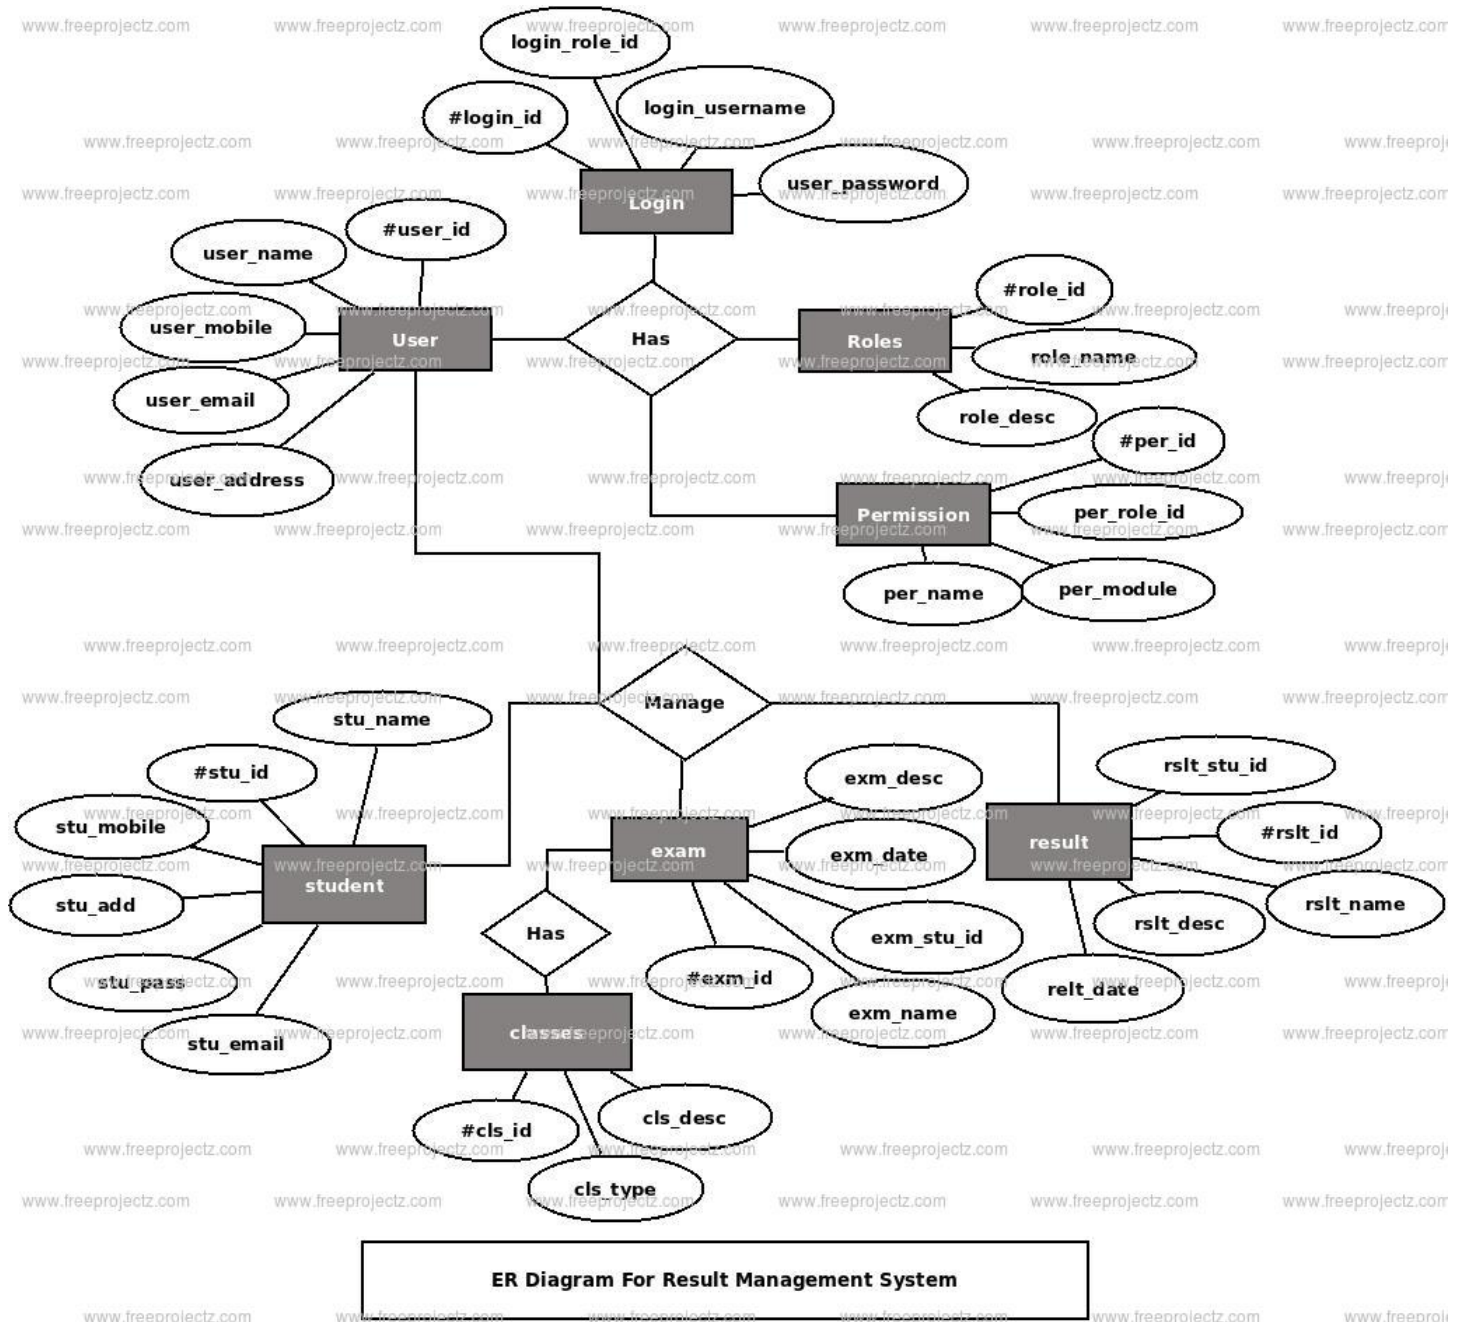 login_role_id
login_username
#login_id
user_password
Login
#user_id
user_name
user_mobile
User
Has
Roles
#role_id
role_name
user_email
role_desc
#per_id
user_address
Permission
per_role_id
per_name
per_module
Manage
stu_name
#stu_id
exm_desc
rslt_stu_id
stu_mobile
exam
exm_date
result
#rslt_id
student
stu_add
Has
exm_stu_id
rslt_desc
rslt_name
stu_pass
#exm_id
relt_date
exm_name
classes
stu_email
#cls_id
cls_desc
cls_type
ER Diagram For Result Management System
www.freeprojectz.com